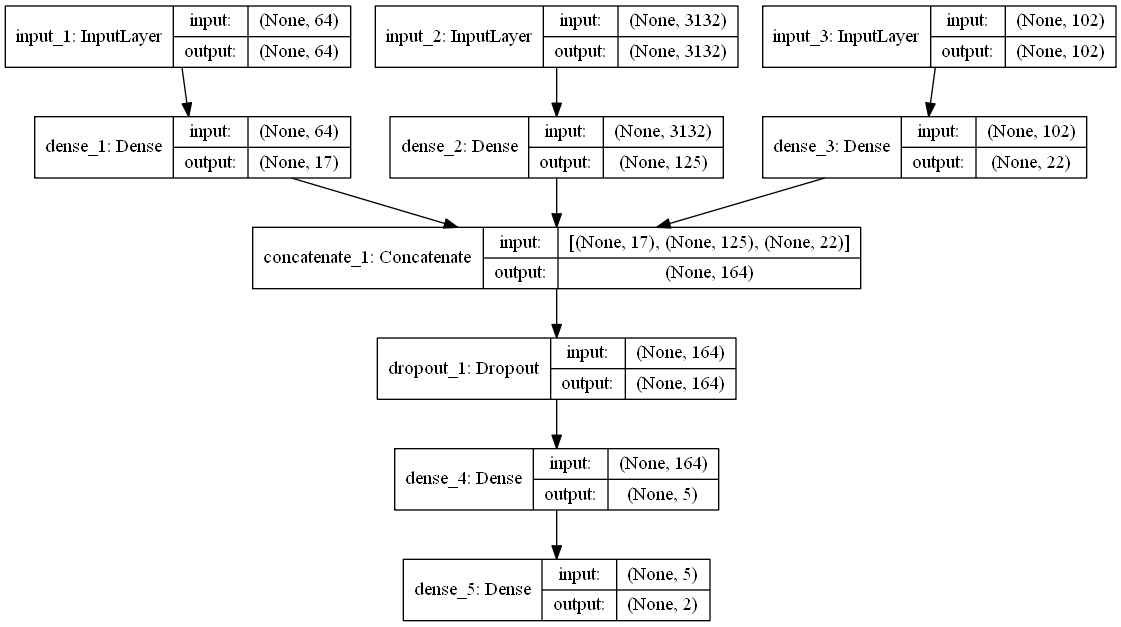 input_1: InputLayer input: (None, 64)
output: (None, 64)
input_2: InputLayer input: (None, 3132)
output: (None, 3132)
input_3: InputLayer input: (None, 102)
output: (None, 102)
dense_1: Dense input: (None, 64)
output: (None, 17)
dense_2: Dense input: (None, 3132)
output: (None, 125)
dense_3: Dense input: (None, 102)
output: (None, 22)
concatenate_1: Concatenate input: [(None, 17), (None, 125), (None, 22)]
output: (None, 164)
dropout_1: Dropout input: (None, 164)
output: (None, 164)
dense_4: Dense input: (None, 164)
output: (None, 5)
dense_5: Dense input: (None, 5)
output: (None, 2)